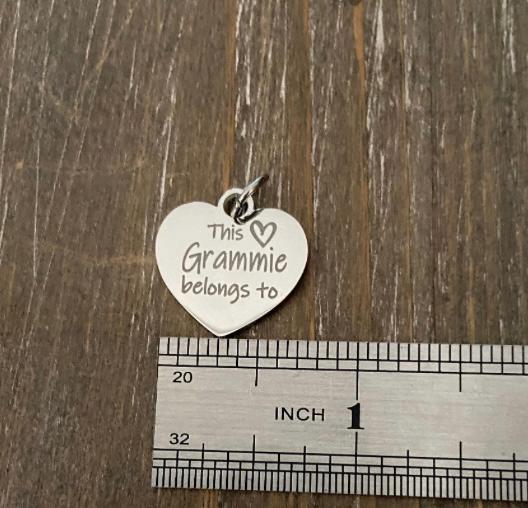 This
Grammie
belongs to
20
INCH 1
32